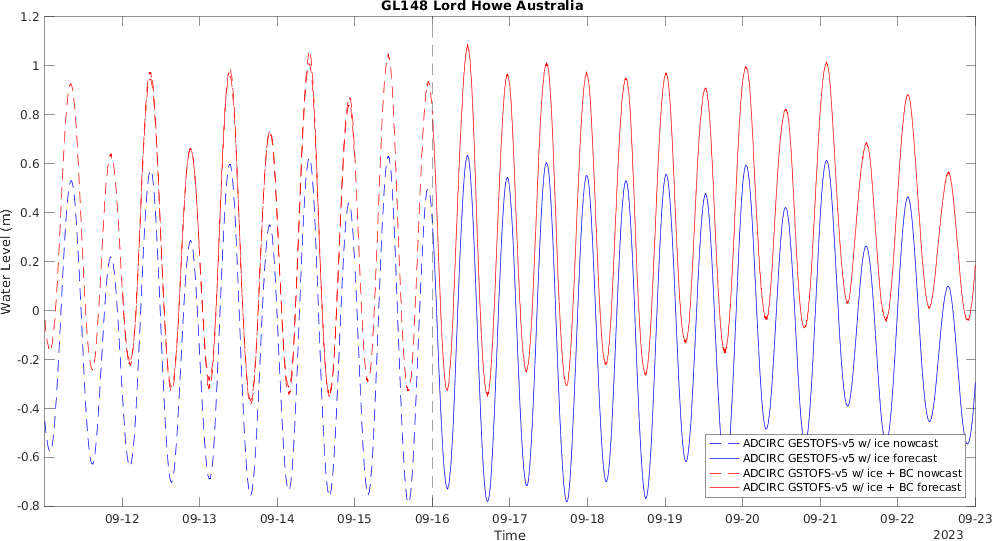 GL148 Lord Howe Australia
1.2
1
0.8
0.6
0.4
0.2
0
-0.2
-0.4
-0.6
-0.8
Water Level (m)
ADCIRC GESTOFS-v5 w/ ice nowcast
ADCIRC GESTOFS-v5 w/ ice forecast
ADCIRC GSTOFS-v5 w/ ice + BC nowcast
ADCIRC GSTOFS-v5 w/ ice + BC forecast
09-12 09-13 09-14 09-15 09-16 09-17 09-18 09-19 09-20 09-21 09-22 09-23
Time
2023